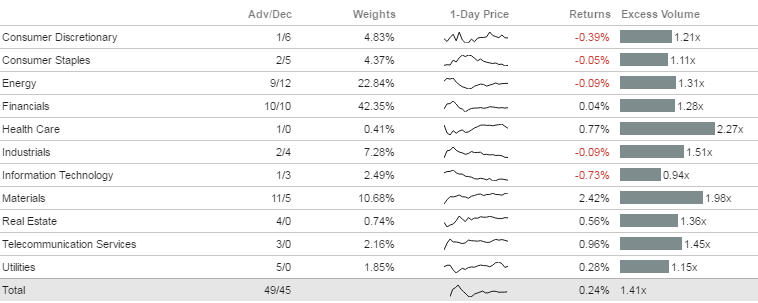 Adv/Dec Weights 1-Day Price Returns Excess Volume
Consumer Discretionary 1/6 4.83% -0.39% 1.21x
Consumer Staples 2/5 4.37% -0.05% 1.11x
Energy 9/12 22.84% -0.09% 1.31x
Financials 10/10 42.35% 0.04% 1.28x
Health Care 1/0 0.41% 0.77% 2.27x
Industrials 2/4 7.28% -0.09% 1.51x
Information Technology 1/3 2.49% -0.73% 0.94x
Materials 11/5 10.68% 2.42% 1.98x
Real Estate 4/0 0.74% 0.56% 1.36x
Telecommunication Services 3/0 2.16% 0.96% 1.45x
Utilities 5/0 1.85% 0.28% 1.15x
Total 49/45 0.24% 1.41x